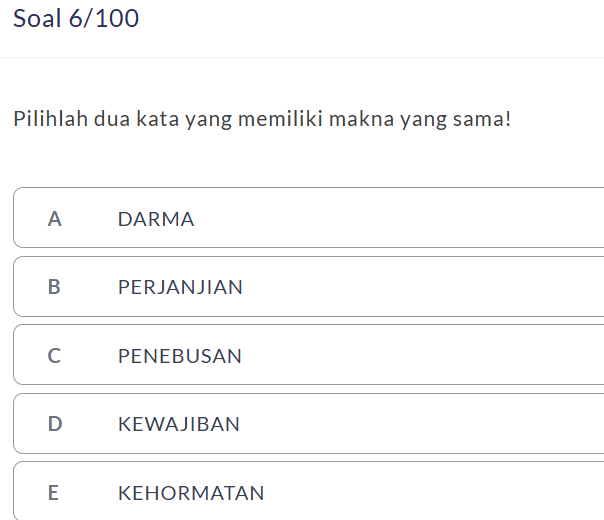 Soal 6/100
Pilihlah dua kata yang memiliki makna yang sama!
A DARMA
B PERJANJIAN
C PENEBUSAN
D KEWAJIBAN
E KEHORMATAN